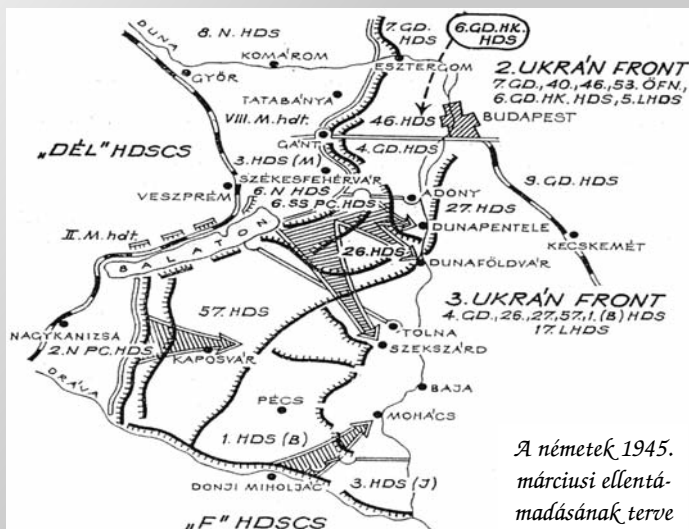 DUNA
8. N. HDS
7. GD. HDS
6. GD. HK. HDS
KOMÁROM
GYŐR
ESZTERGOM
2. UKRÁN FRONT
7. GD., 40., 46., 53. ÖFN.,
6. GD. HK. HDS, 5. LHDS
TATABÁNYA
VIII. M. hdt.
46. HDS
BUDAPEST
GÁNT
4. GD. HDS
„DÉL” HDSCS
3. HDS (M)
9. GD. HDS
SZÉKESFEHÉRVÁR
VESZPRÉM
6. N HDS
6. SS PC. HDS
ADONY
27. HDS
II. M. hdt.
DUNAPENTELE
KECSKEMÉT
BALATON
26. HDS
DUNAFÖLDVÁR
57. HDS
3. UKRÁN FRONT
4. GD., 26., 27., 57., 1. (B) HDS
17. LHDS
NAGYKANIZSA
TOLNA
2. N PC. HDS
KAPOSVÁR
SZEKSZÁRD
DRÁVA
BAJA
PÉCS
MOHÁCS
1. HDS (B)
DONJI MIHOLJAC
3. HDS (J)
„F” HDSCS
A németek 1945.
márciusi ellentá-
madásának terve